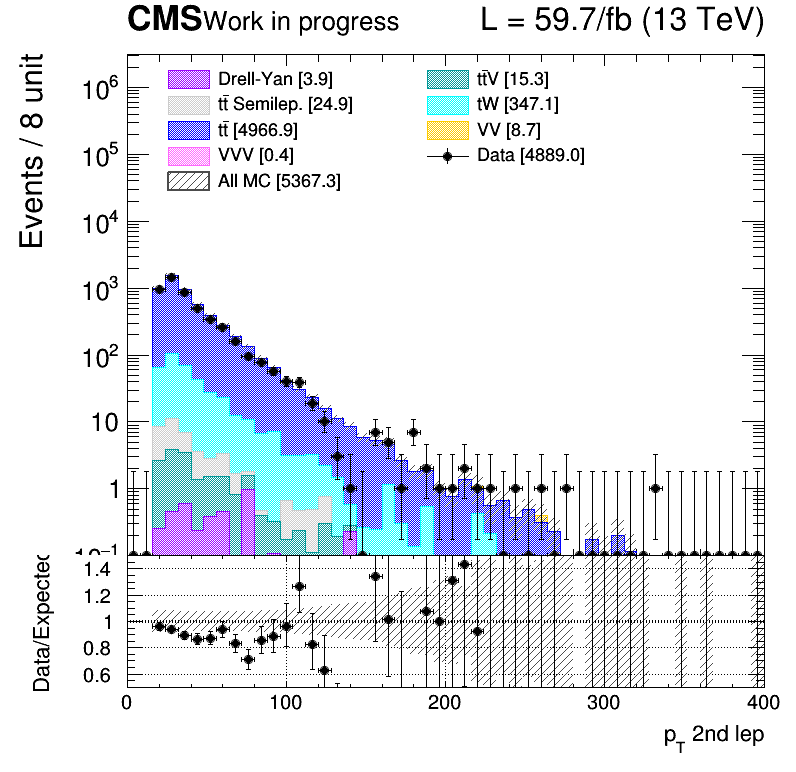 CMS Work in progress L = 59.7/fb (13 TeV)
Events / 8 unit
Drell-Yan [3.9] tt̄V [15.3]
tt̄ Semilep. [24.9] tW [347.1]
tt̄ [4966.9] VV [8.7]
VVV [0.4] Data [4889.0]
All MC [5367.3]
10⁶
10⁵
10⁴
10³
10²
10
1
10⁻¹
Data/Expected
1.4
1.2
1
0.8
0.6
0 100 200 300 400
p_T 2nd lep